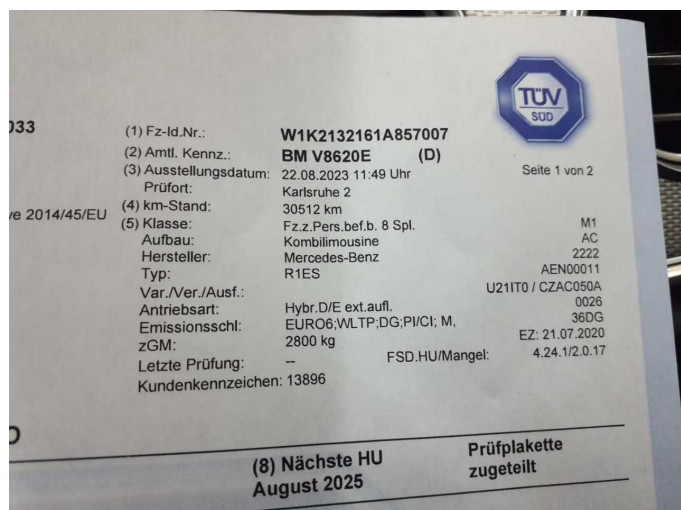 TÜV
SÜD
033
(1) Fz-Id.Nr.: W1K2132161A857007
(2) Amtl. Kennz.: BM V8620E (D)
(3) Ausstellungsdatum: 22.08.2023 11:49 Uhr Seite 1 von 2
Prüfort: Karlsruhe 2
(4) km-Stand: 30512 km
ve 2014/45/EU
(5) Klasse: Fz.z.Pers.bef.b. 8 Spl. M1
Aufbau: Kombilimousine AC
Hersteller: Mercedes-Benz 2222
Typ: R1ES AEN00011
Var./Ver./Ausf.: U21IT0 / CZAC050A
Antriebsart: Hybr.D/E ext.aufl. 0026
Emissionsschl: EURO6;WLTP;DG;PI/CI; M, 36DG
zGM: 2800 kg EZ: 21.07.2020
Letzte Prüfung: -- FSD.HU/Mangel: 4.24.1/2.0.17
Kundenkennzeichen: 13896
(8) Nächste HU Prüfplakette
August 2025 zugeteilt